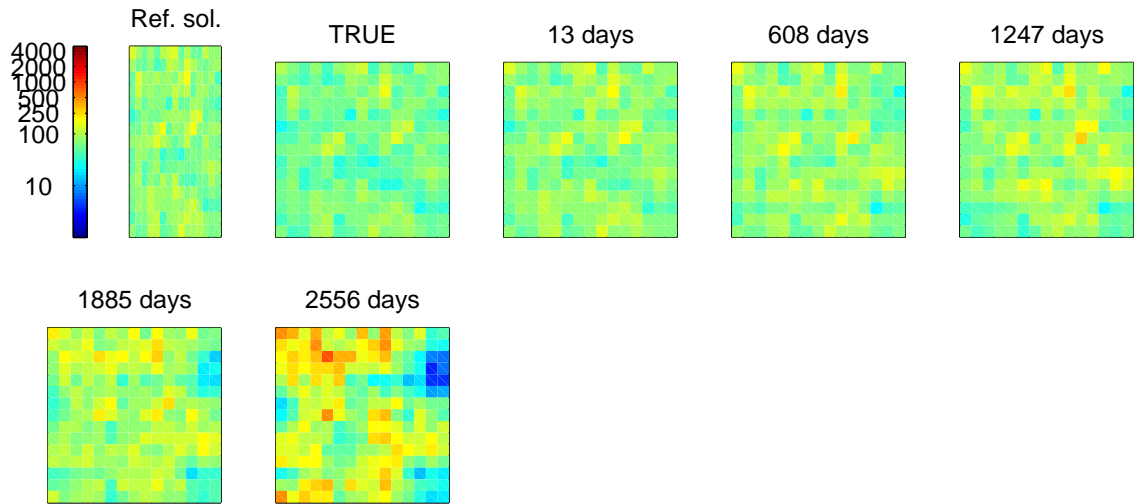 Ref. sol.
TRUE
13 days
608 days
1247 days
4000
2000
1000
500
250
100
10
1885 days
2556 days